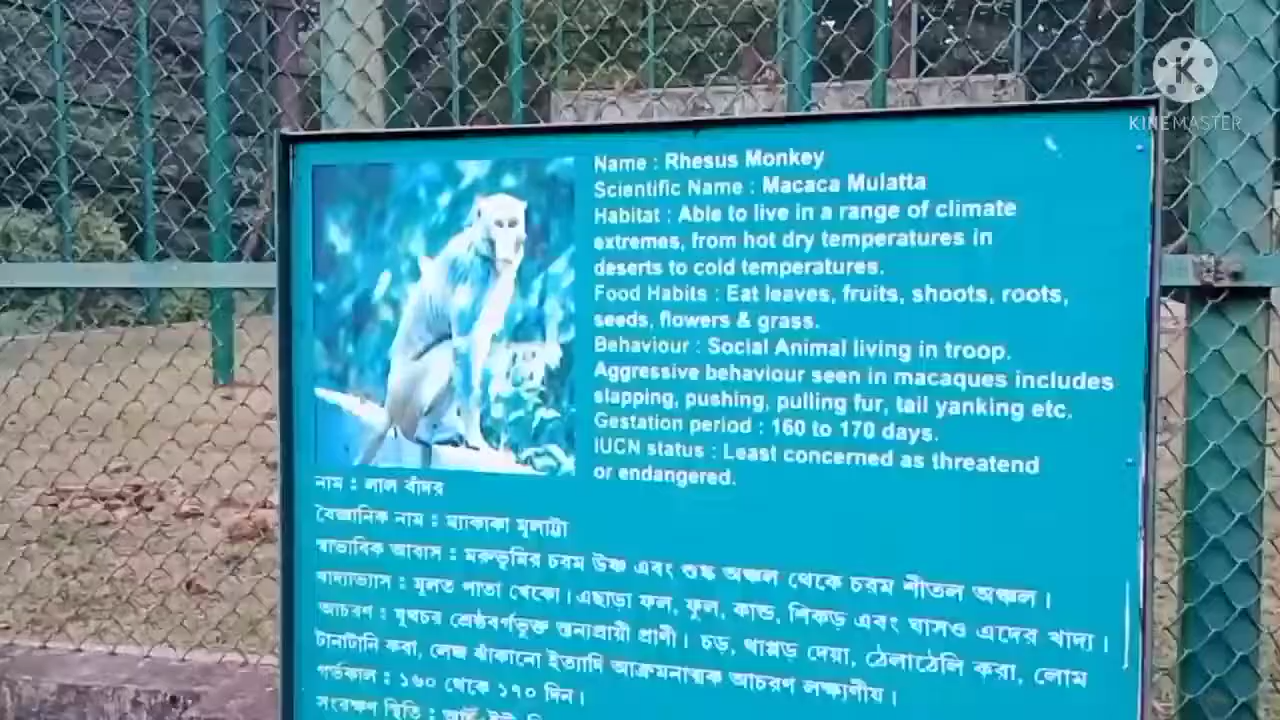 K
KINEMASTER
Name : Rhesus Monkey
Scientific Name : Macaca Mulatta
Habitat : Able to live in a range of climate
extremes, from hot dry temperatures in
deserts to cold temperatures.
Food Habits : Eat leaves, fruits, shoots, roots,
seeds, flowers & grass.
Behaviour : Social Animal living in troop.
Aggressive behaviour seen in macaques includes
slapping, pushing, pulling fur, tail yanking etc.
Gestation period : 160 to 170 days.
IUCN status : Least concerned as threatend
or endangered.
নাম : লাল বাঁদর
বৈজ্ঞানিক নাম : ম্যাকাকা মূলাট্টা
স্বাভাবিক আবাস : মরুভূমির চরম উষ্ণ এবং শুষ্ক অঞ্চল থেকে চরম শীতল অঞ্চল।
খাদ্যাভ্যাস : মূলত পাতা খেকো। এছাড়া ফল, ফুল, কান্ড, শিকড় এবং ঘাসও এদের খাদ্য।
আচরণ : যূথচর শ্রেষ্ঠবর্গভুক্ত স্তন্যপ্রায়ী প্রাণী। চড়, থাপ্পড় দেয়া, ঠেলাঠেলি করা, লোম
টানাটানি করা, লেজ ঝাঁকানো ইত্যাদি আক্রমনাত্মক আচরণ লক্ষ্যণীয়।
গর্ভকাল : ১৬০ থেকে ১৭০ দিন।
সংরক্ষণ স্থিতি :